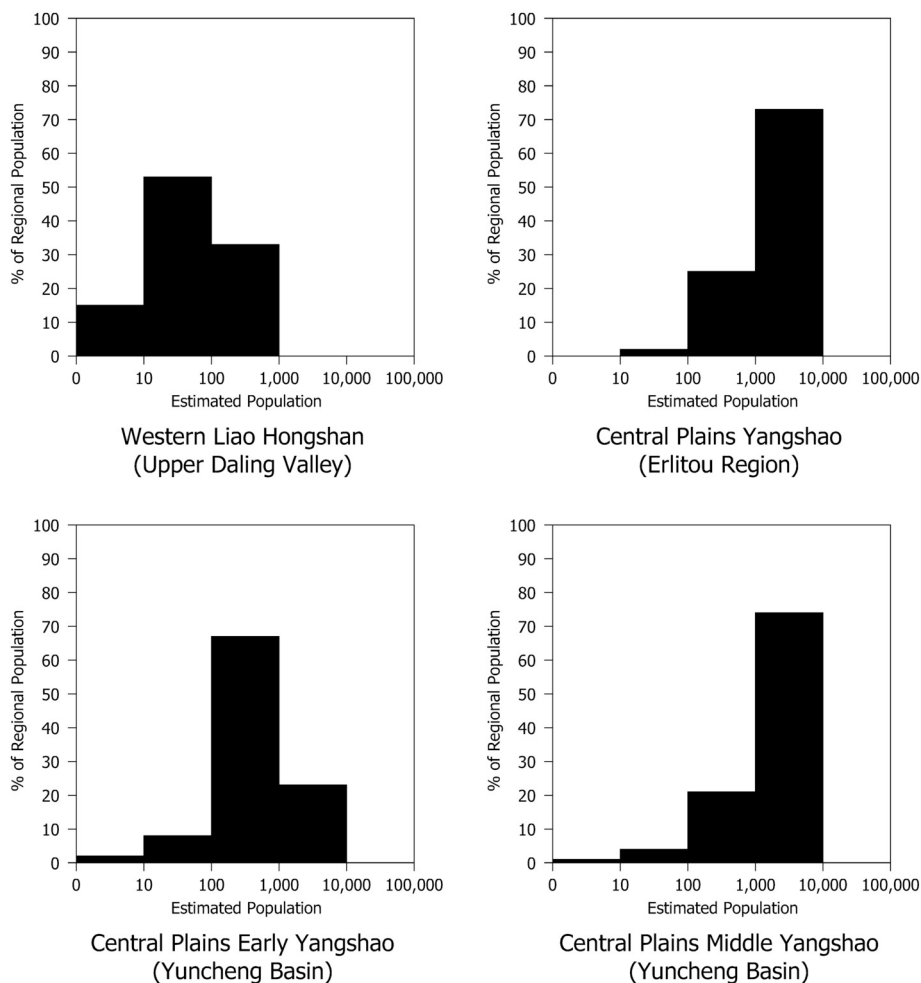 100
90
80
70
60
50
40
30
20
10
0
% of Regional Population
0 10 100 1,000 10,000 100,000
Estimated Population
Western Liao Hongshan
(Upper Daling Valley)
100
90
80
70
60
50
40
30
20
10
0
% of Regional Population
0 10 100 1,000 10,000 100,000
Estimated Population
Central Plains Yangshao
(Erlitou Region)
100
90
80
70
60
50
40
30
20
10
0
% of Regional Population
0 10 100 1,000 10,000 100,000
Estimated Population
Central Plains Early Yangshao
(Yuncheng Basin)
100
90
80
70
60
50
40
30
20
10
0
% of Regional Population
0 10 100 1,000 10,000 100,000
Estimated Population
Central Plains Middle Yangshao
(Yuncheng Basin)